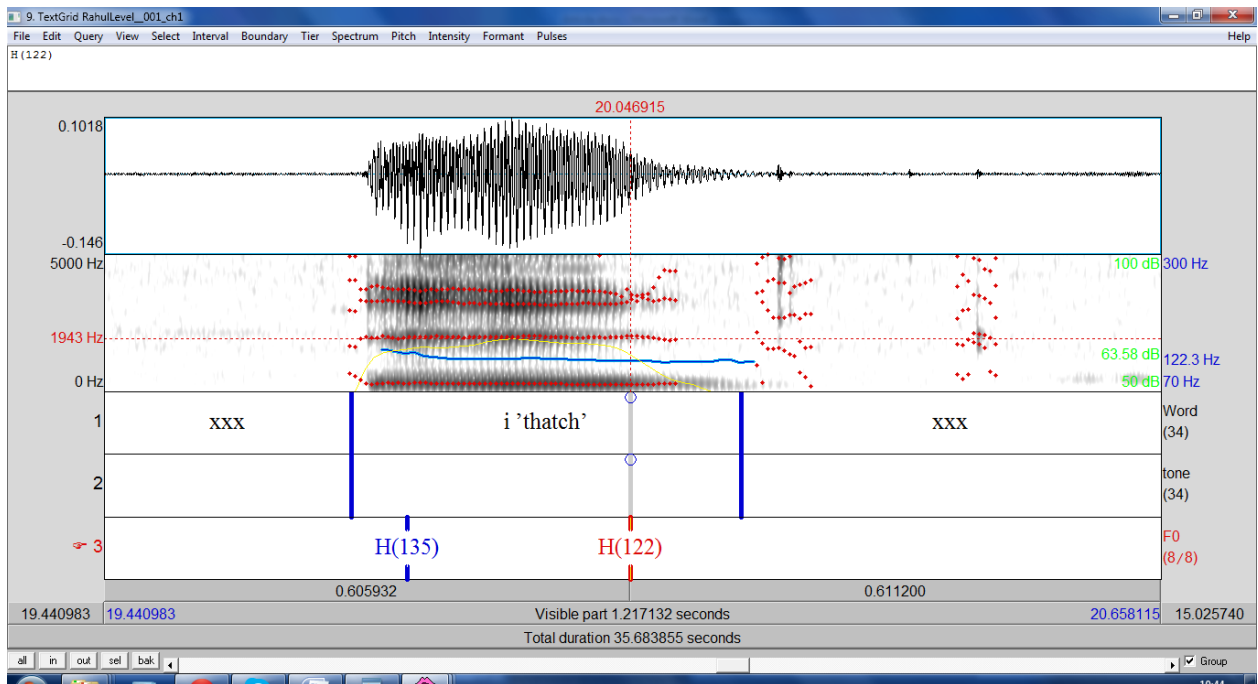 9. TextGrid RahulLevel__001_ch1
File Edit Query View Select Interval Boundary Tier Spectrum Pitch Intensity Formant Pulses Help
H(122)
20.046915
0.1018
-0.146
5000 Hz 100 dB 300 Hz
1943 Hz 63.58 dB 122.3 Hz
0 Hz 50 dB 70 Hz
1 xxx i 'thatch' xxx Word
(34)
2 tone
(34)
☞ 3 H(135) H(122) F0
(8/8)
0.605932 0.611200
19.440983 19.440983 Visible part 1.217132 seconds 20.658115 15.025740
Total duration 35.683855 seconds
all in out sel bak Group